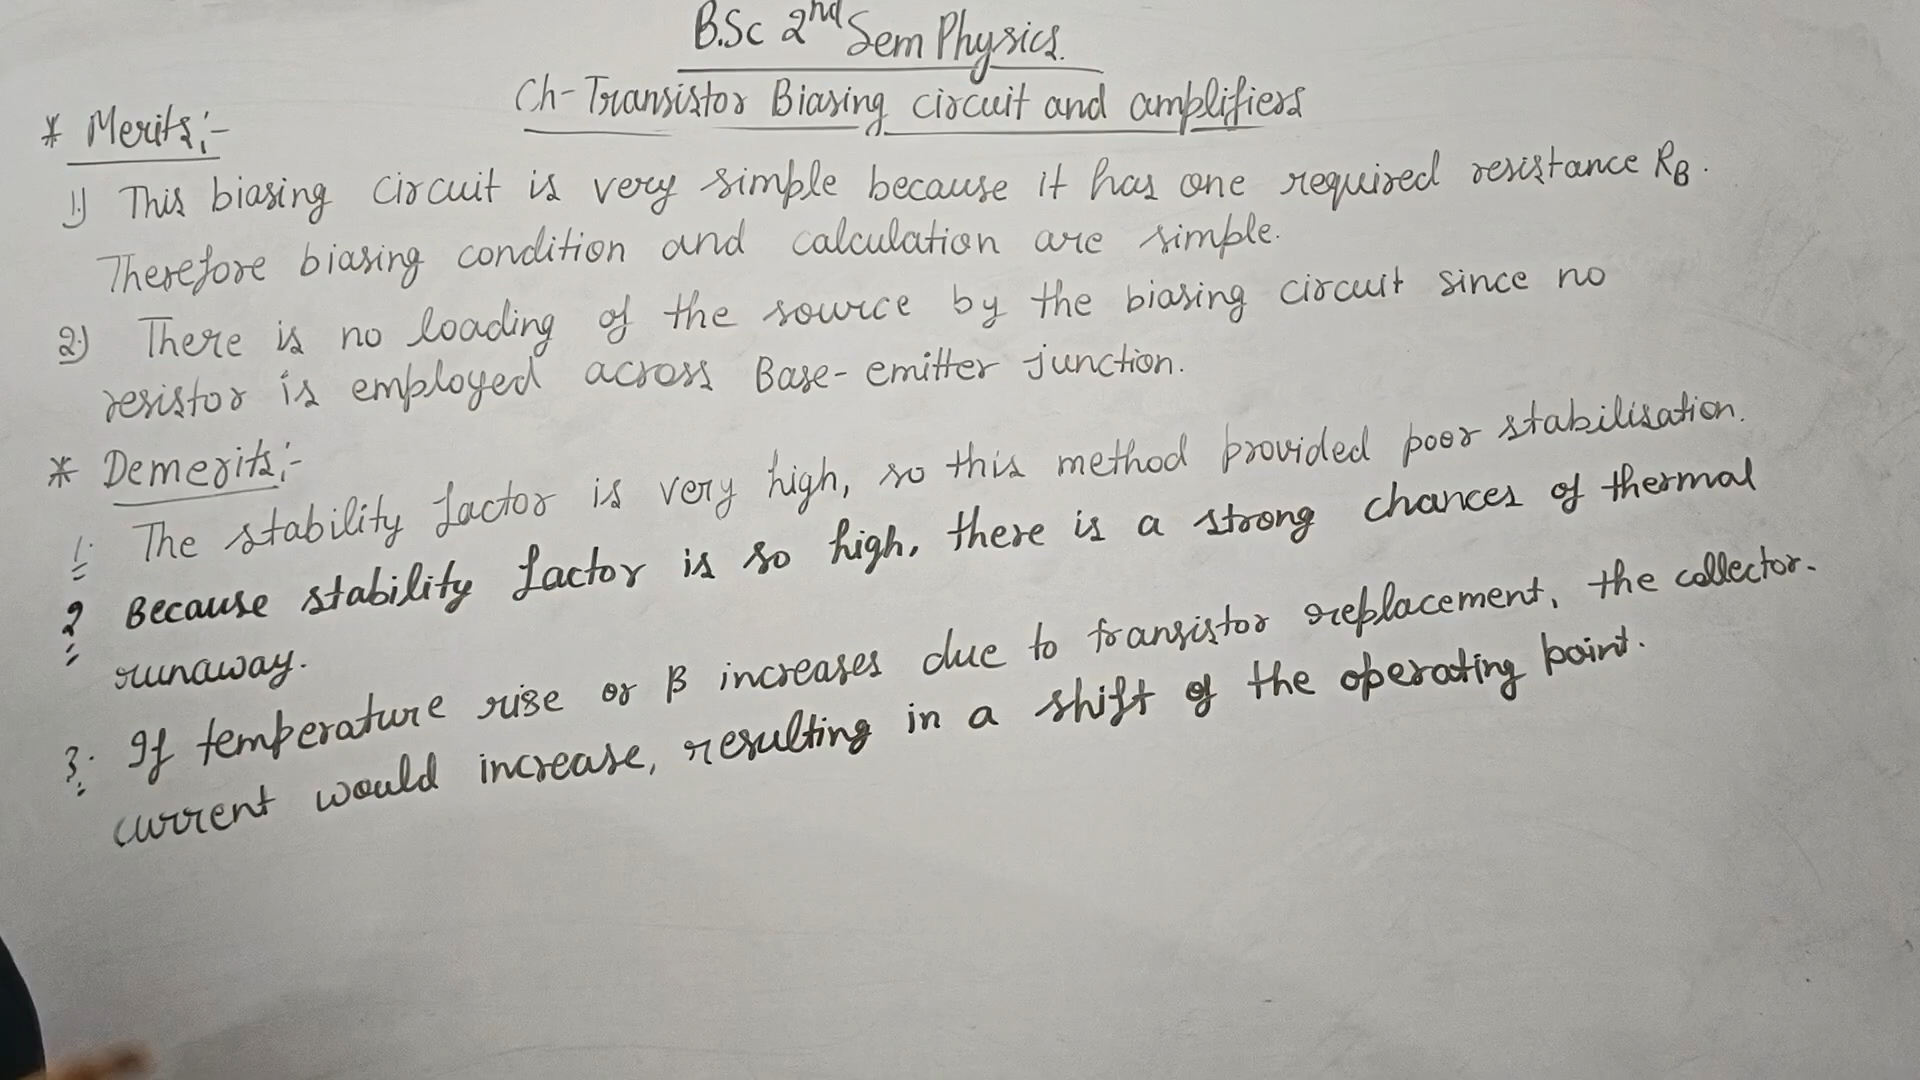 B.Sc 2nd Sem Physics.
Ch-Transistor Biasing circuit and amplifiers
* Merits:-
1) This biasing circuit is very simple because it has one required resistance RB.
Therefore biasing condition and calculation are simple.
2) There is no loading of the source by the biasing circuit since no
resistor is employed across Base-emitter junction.
* Demerits:-
1. The stability factor is very high, so this method provided poor stabilisation.
2 Because stability factor is so high, there is a strong chances of thermal
runaway.
3. If temperature rise or β increases due to transistor replacement, the collector.
current would increase, resulting in a shift of the operating point.